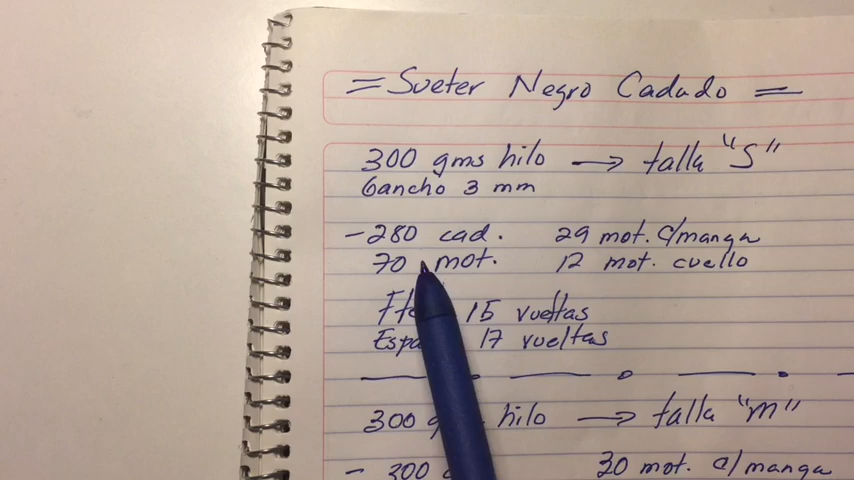 = Sueter Negro Cadado =
300 gms hilo → talla "S"
Gancho 3 mm
- 280 cad. 29 mot. c/manga
70 mot. 12 mot. cuello
15 vueltas
17 vueltas
300 hilo → talla "M"
- 300 30 mot. c/manga